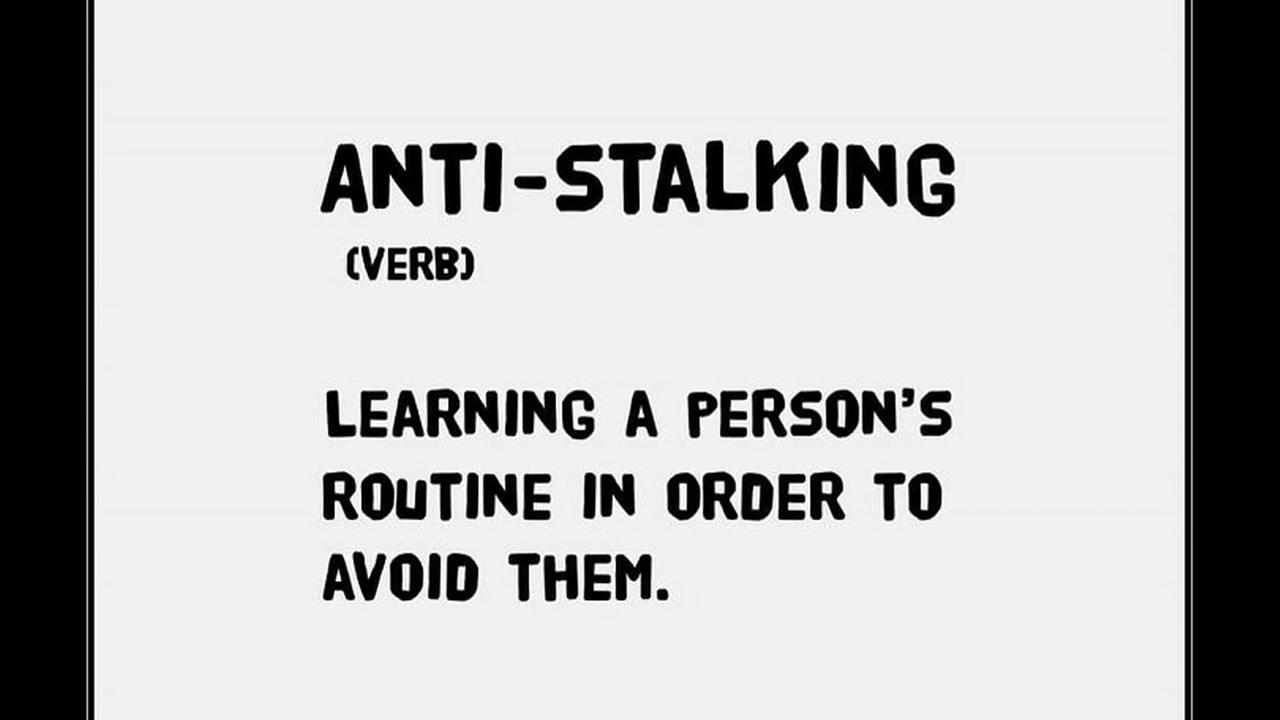 ANTI-STALKING
(VERB)
LEARNING A PERSON'S
ROUTINE IN ORDER TO
AVOID THEM.